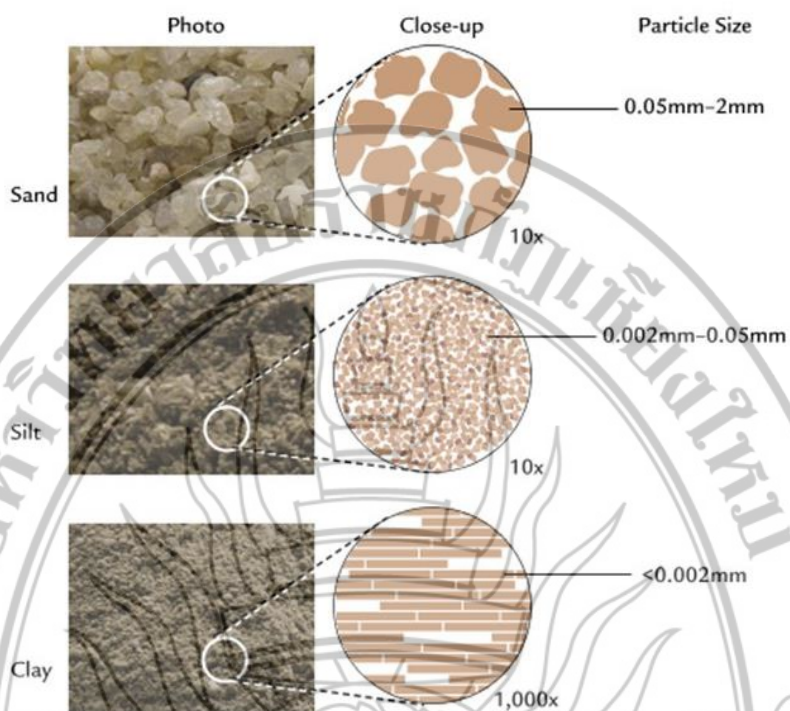 Photo Close-up Particle Size
0.05mm–2mm
Sand
10x
0.002mm–0.05mm
Silt
10x
<0.002mm
Clay
1,000x